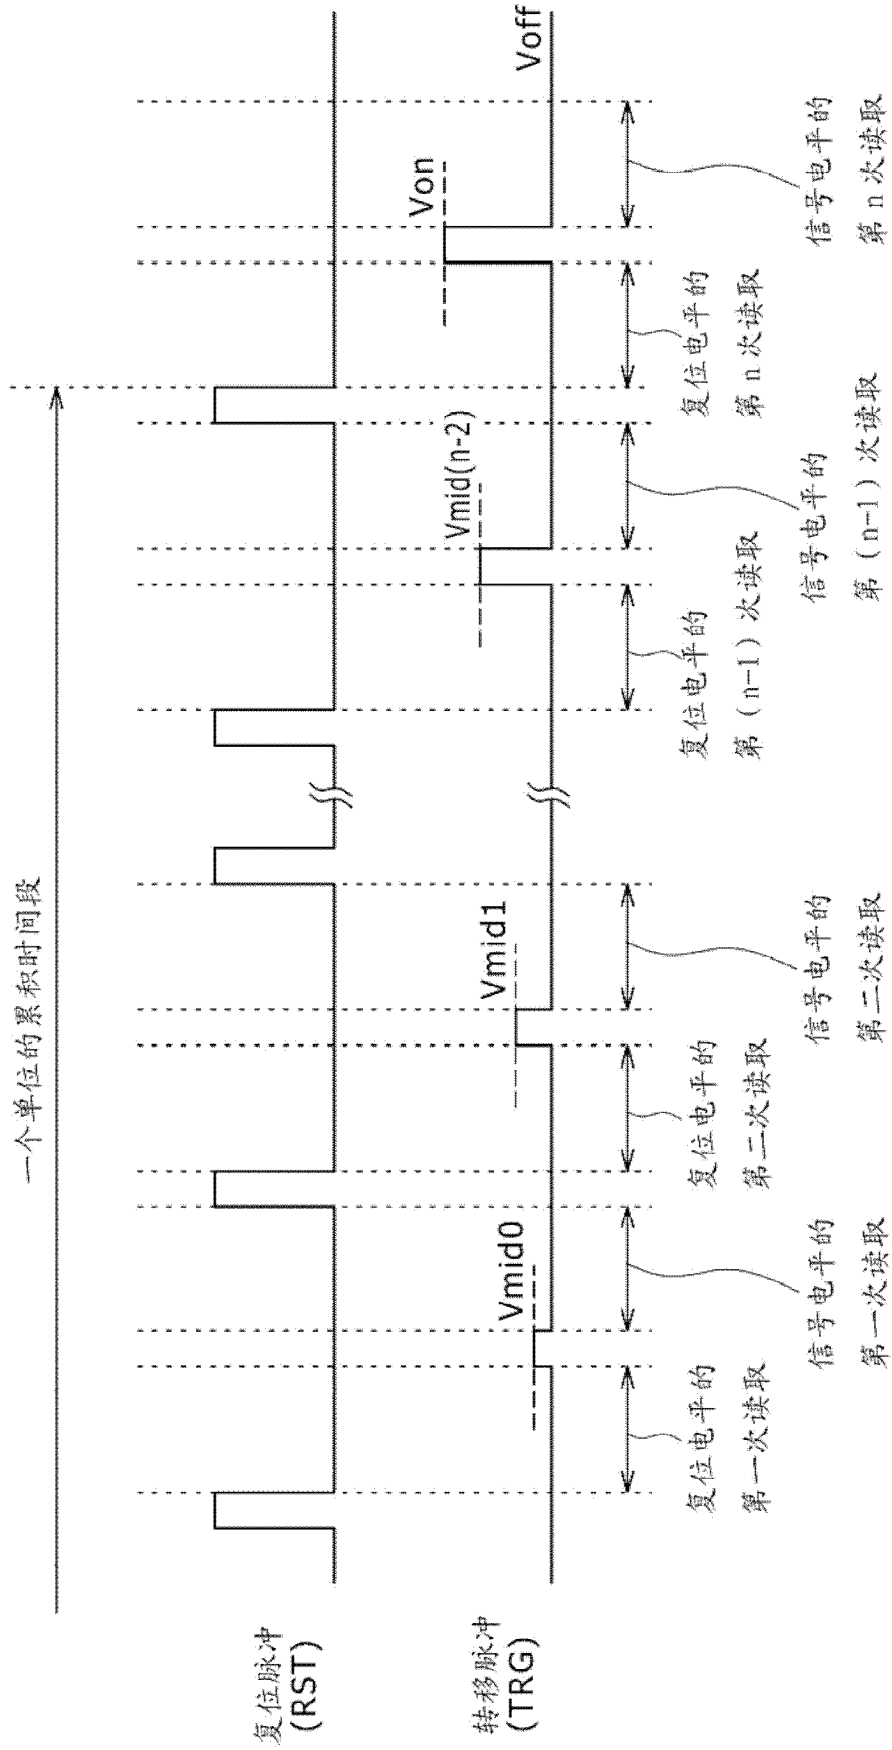 一个单位的累积时间段
复位脉冲
(RST)
转移脉冲
(TRG)
Vmid0
Vmid1
Vmid(n-2)
Von
Voff
复位电平的
第一次读取
信号电平的
第一次读取
复位电平的
第二次读取
信号电平的
第二次读取
复位电平的
第(n-1)次读取
信号电平的
第(n-1)次读取
复位电平的
第n次读取
信号电平的
第n次读取